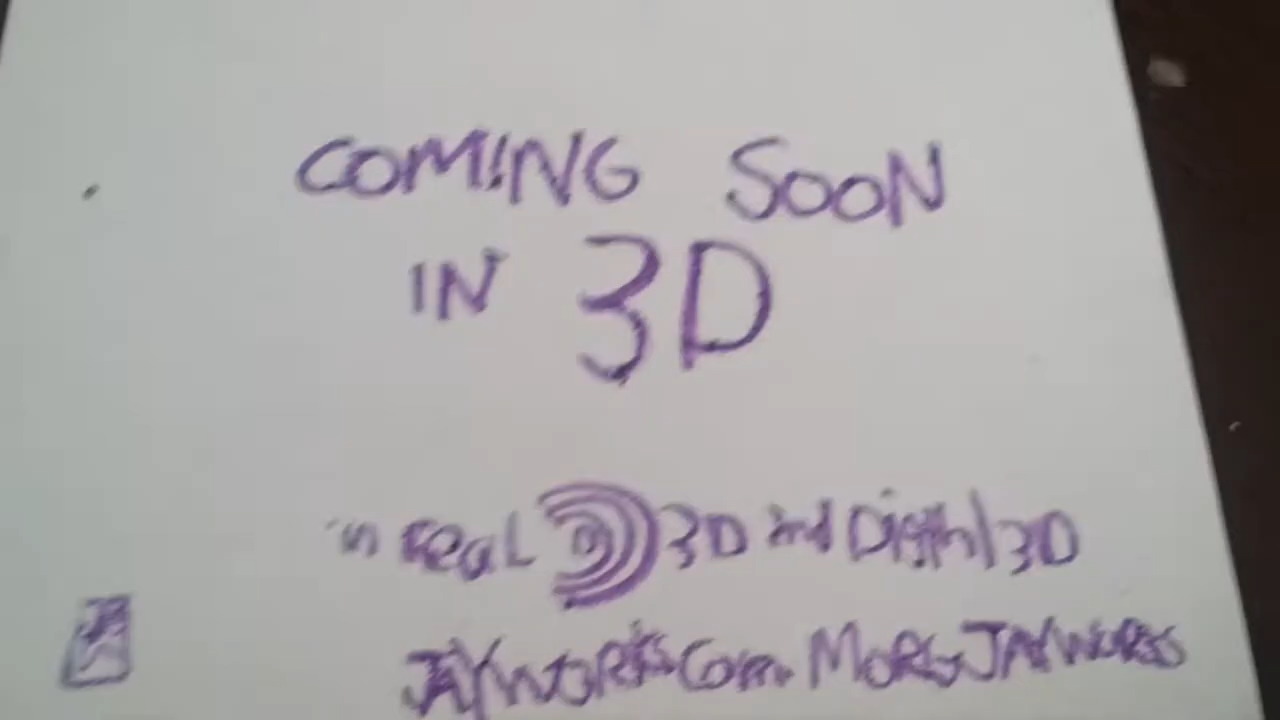 COMING SOON
IN 3D
in real 3D and Digital 3D
JAYWORKS.com. MORE JAYWORKS